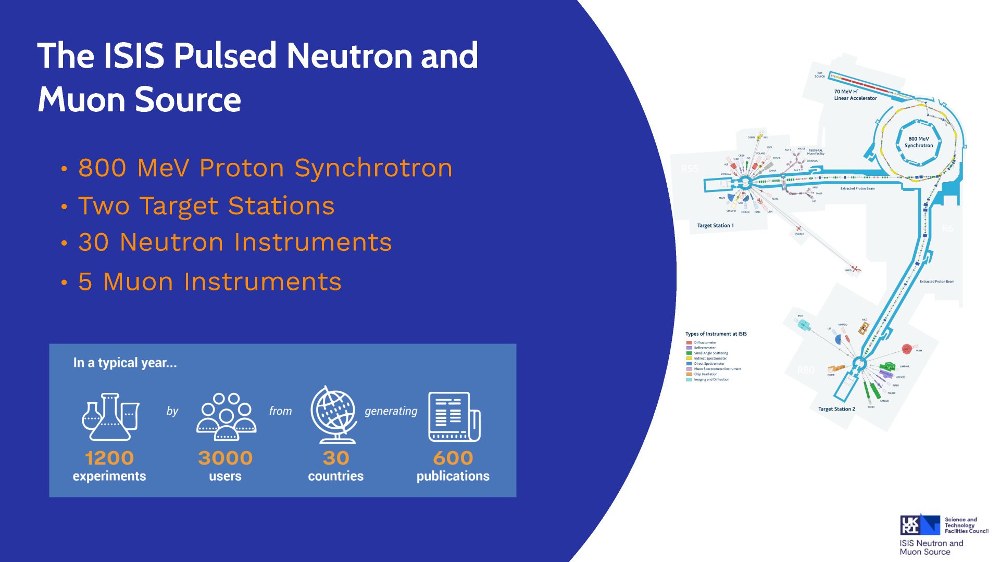 The ISIS Pulsed Neutron and
Muon Source
• 800 MeV Proton Synchrotron
• Two Target Stations
• 30 Neutron Instruments
• 5 Muon Instruments
In a typical year...
by
from
generating
1200
experiments
3000
users
30
countries
600
publications
Ion
Source
70 MeV H⁻
Linear Accelerator
800 MeV
Synchrotron
R55
OSIRIS
IRIS
INES
POLARIS
TOSCA
CRISP
LOQ
SURF
ALF
SANDALS
EMMA
Port 1
ARGUS
RIKEN-RAL
Muon Facility
CHRONUS
Port 3
Extracted Proton Beam
EMU
MuSR
HIFI
PEARL
MAPS
SXD
VESUVIO
MERLIN
MARI
GEM
Target Station 1
ENGIN-X
HRPD
R6
Extracted Proton Beam
IMAT
NILE
NIMROD
LET
WISH
LARMOR
OFFSPEC
INTER
POLREF
SANS2D
ZOOM
CHIPIR
R80
Target Station 2
Types of Instrument at ISIS
Diffractometer
Reflectometer
Small Angle Scattering
Indirect Spectrometer
Direct Spectrometer
Muon Spectrometer/Instrument
Chip Irradiation
Imaging and Diffraction
UK
RI
Science and
Technology
Facilities Council
ISIS Neutron and
Muon Source